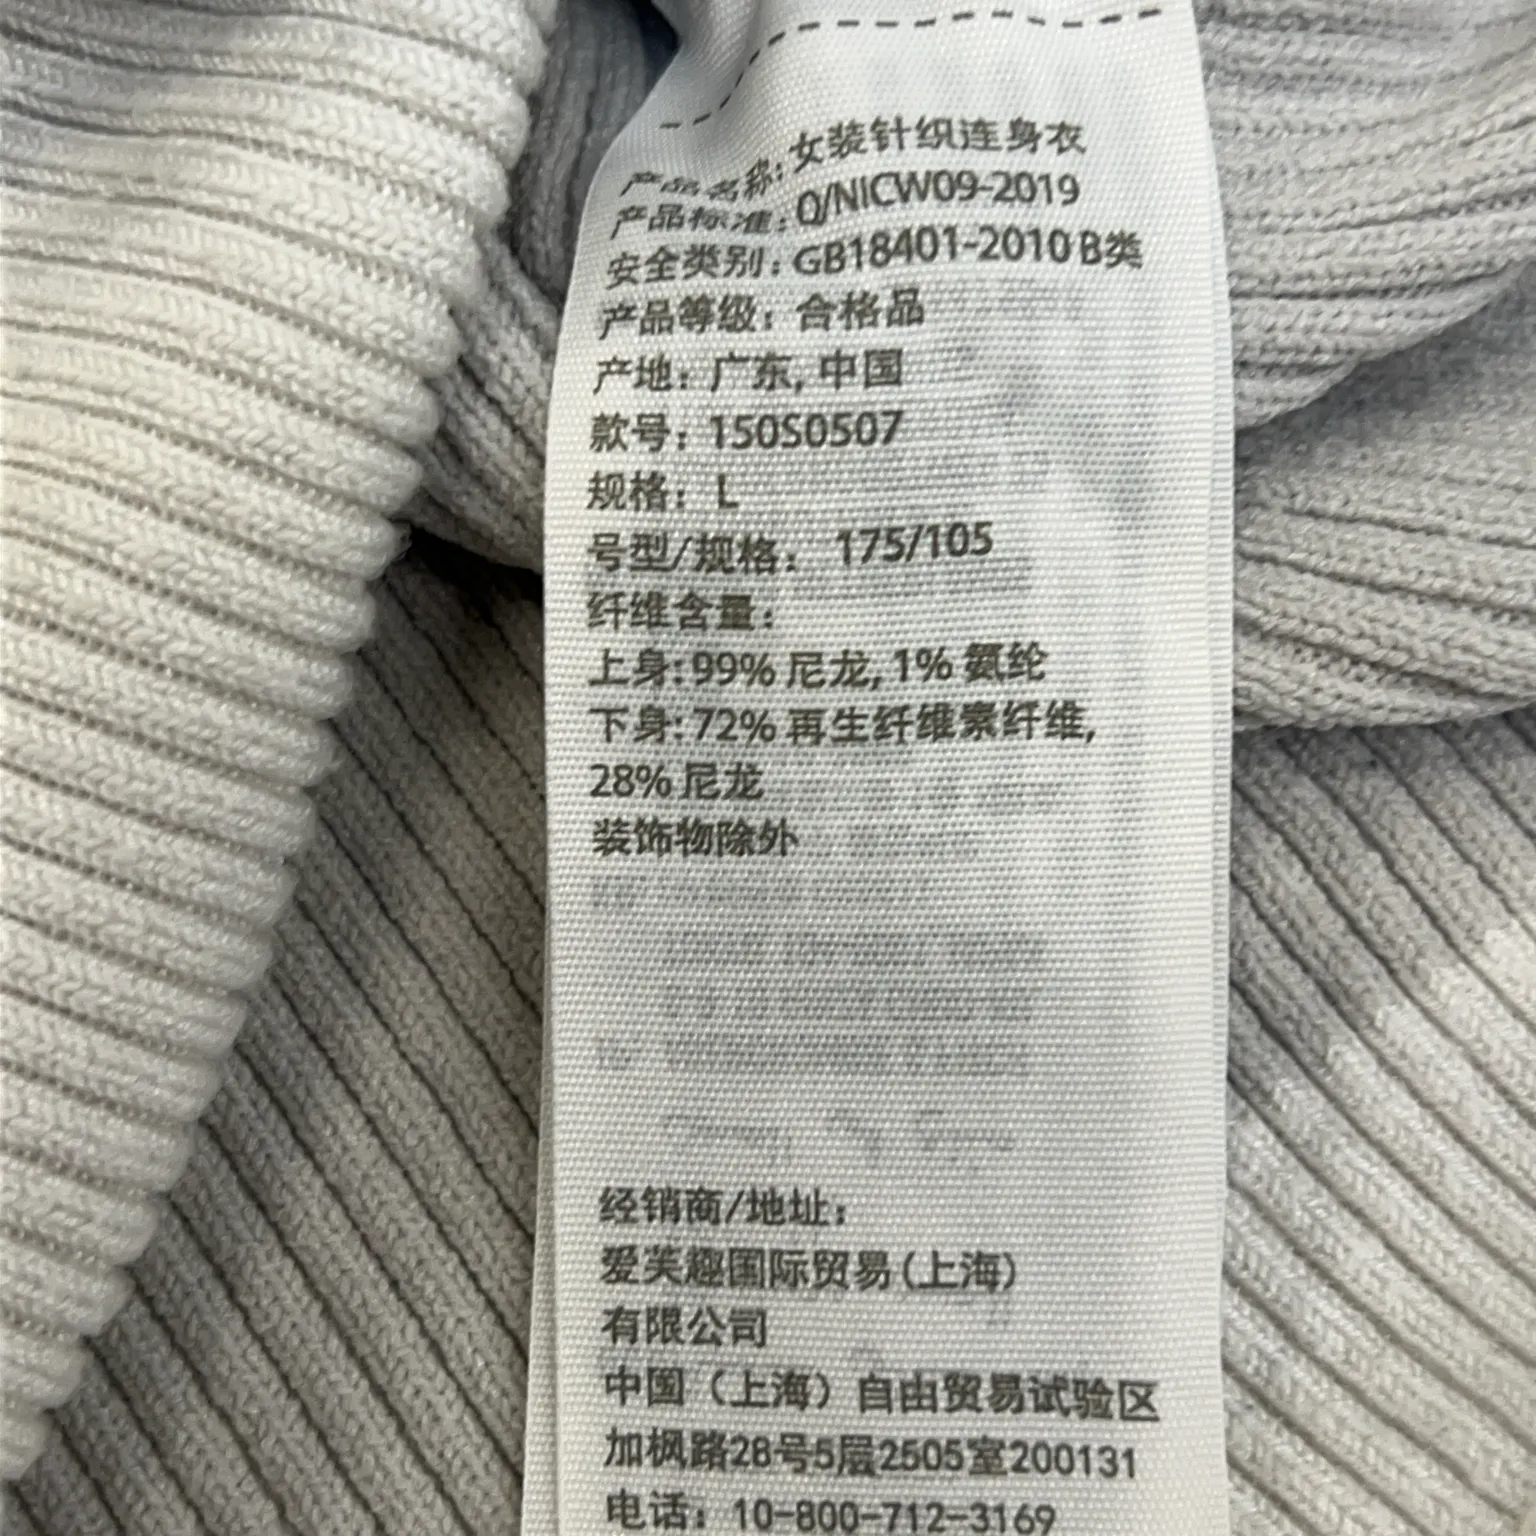 产品名称：女装针织连身衣
产品标准：Q/NICW09-2019
安全类别：GB18401-2010 B类
产品等级：合格品
产地：广东, 中国
款号：150S0507
规格：L
号型/规格： 175/105
纤维含量：
上身: 99% 尼龙, 1% 氨纶
下身: 72% 再生纤维素纤维,
28% 尼龙
装饰物除外
经销商/地址：
爱芙趣国际贸易 (上海)
有限公司
中国（上海）自由贸易试验区
加枫路28号5层2505室200131
电话：10-800-712-3169